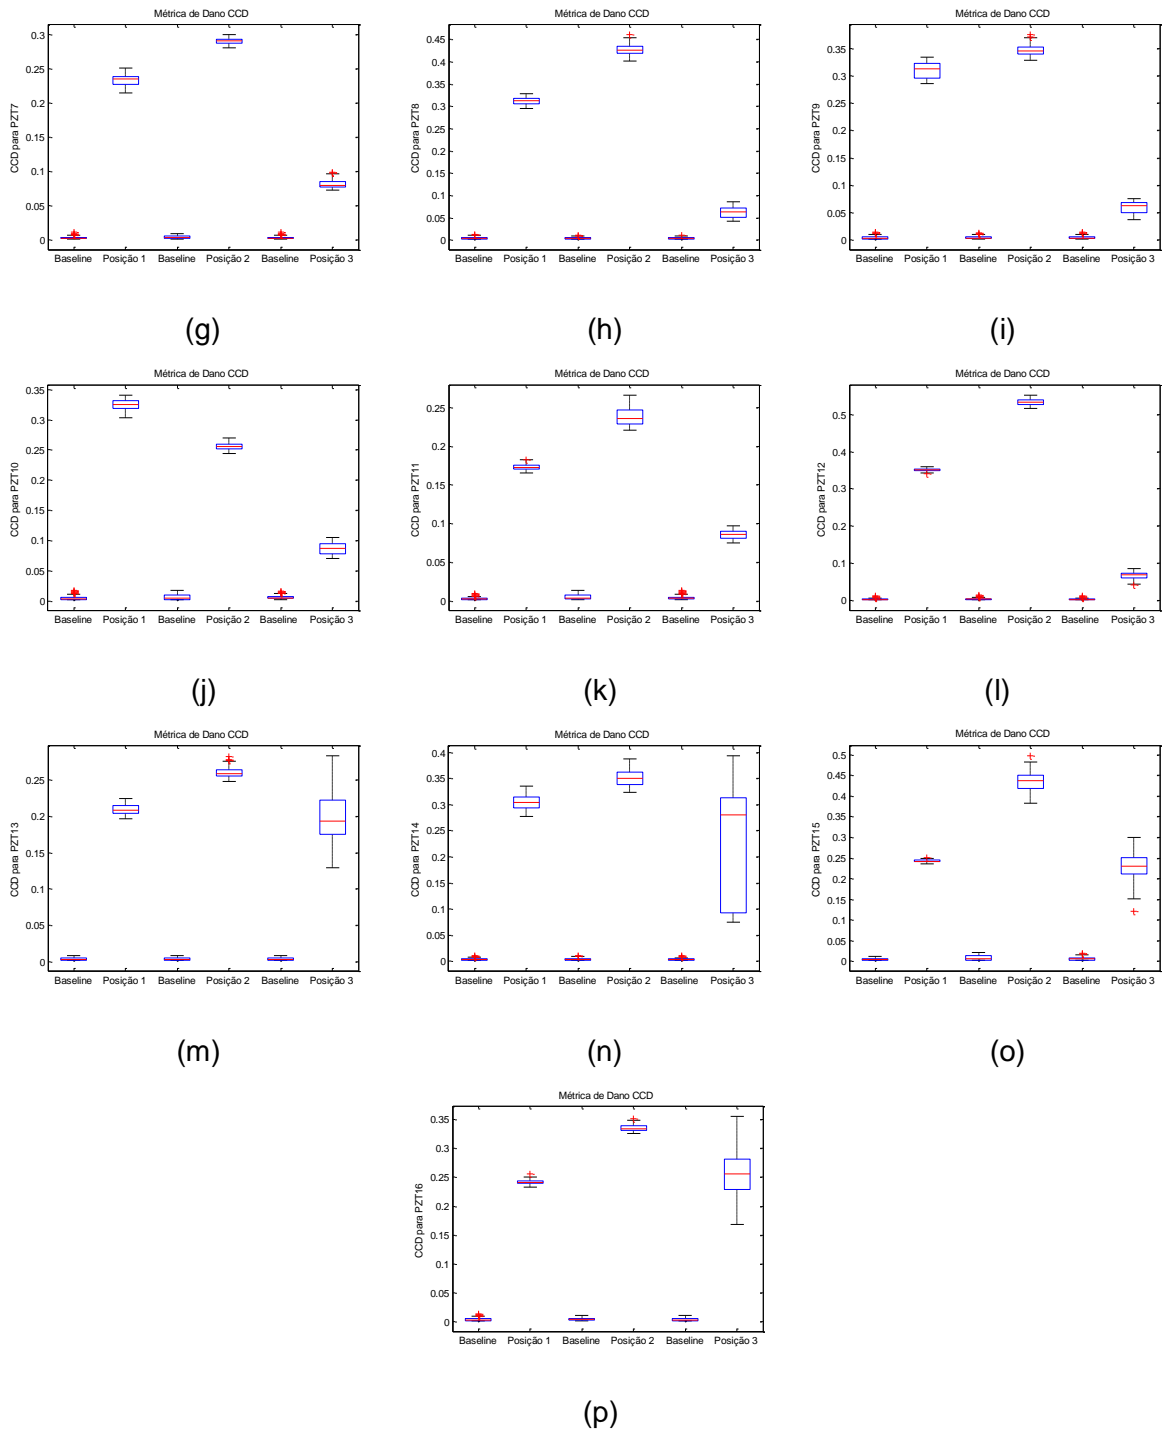 Métrica de Dano CCD
CCD para PZT7
0.3
0.25
0.2
0.15
0.1
0.05
0
Baseline Posição 1 Baseline Posição 2 Baseline Posição 3
(g)
Métrica de Dano CCD
CCD para PZT8
0.45
0.4
0.35
0.3
0.25
0.2
0.15
0.1
0.05
0
Baseline Posição 1 Baseline Posição 2 Baseline Posição 3
(h)
Métrica de Dano CCD
CCD para PZT9
0.35
0.3
0.25
0.2
0.15
0.1
0.05
0
Baseline Posição 1 Baseline Posição 2 Baseline Posição 3
(i)
Métrica de Dano CCD
CCD para PZT10
0.35
0.3
0.25
0.2
0.15
0.1
0.05
0
Baseline Posição 1 Baseline Posição 2 Baseline Posição 3
(j)
Métrica de Dano CCD
CCD para PZT11
0.25
0.2
0.15
0.1
0.05
0
Baseline Posição 1 Baseline Posição 2 Baseline Posição 3
(k)
Métrica de Dano CCD
CCD para PZT12
0.5
0.4
0.3
0.2
0.1
0
Baseline Posição 1 Baseline Posição 2 Baseline Posição 3
(l)
Métrica de Dano CCD
CCD para PZT13
0.25
0.2
0.15
0.1
0.05
0
Baseline Posição 1 Baseline Posição 2 Baseline Posição 3
(m)
Métrica de Dano CCD
CCD para PZT14
0.4
0.35
0.3
0.25
0.2
0.15
0.1
0.05
0
Baseline Posição 1 Baseline Posição 2 Baseline Posição 3
(n)
Métrica de Dano CCD
CCD para PZT15
0.5
0.45
0.4
0.35
0.3
0.25
0.2
0.15
0.1
0.05
0
Baseline Posição 1 Baseline Posição 2 Baseline Posição 3
(o)
Métrica de Dano CCD
CCD para PZT16
0.35
0.3
0.25
0.2
0.15
0.1
0.05
0
Baseline Posição 1 Baseline Posição 2 Baseline Posição 3
(p)